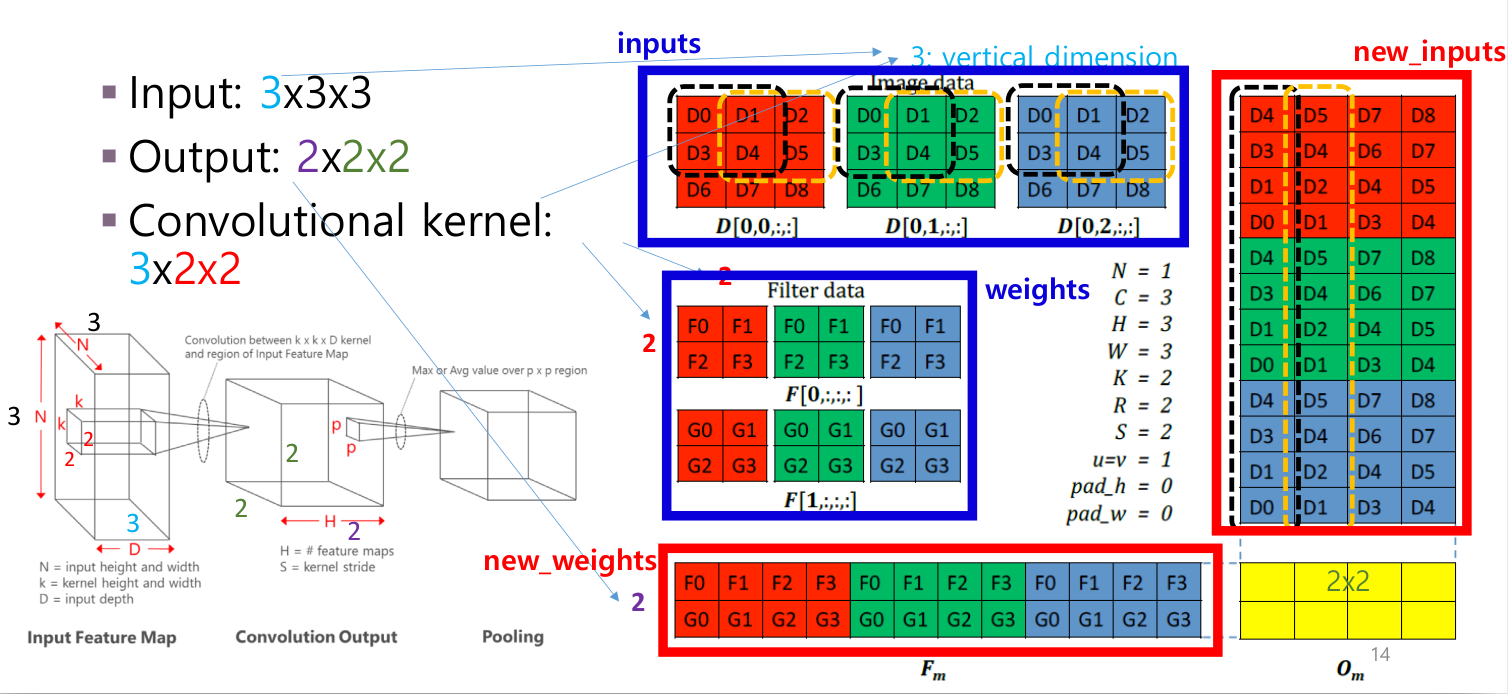 ▪ Input: 3x3x3
▪ Output: 2x2x2
▪ Convolutional kernel:
3x2x2
inputs
3: vertical dimension
Image data
D0 D1 D2 D0 D1 D2 D0 D1 D2
D3 D4 D5 D3 D4 D5 D3 D4 D5
D6 D7 D8 D6 D7 D8 D6 D7 D8
D[0,0,:,:] D[0,1,:,:] D[0,2,:,:]
2
2
weights
Filter data
F0 F1 F0 F1 F0 F1
F2 F3 F2 F3 F2 F3
F[0,:,:,: ]
G0 G1 G0 G1 G0 G1
G2 G3 G2 G3 G2 G3
F[1,:,:,:]
N = 1
C = 3
H = 3
W = 3
K = 2
R = 2
S = 2
u=v = 1
pad_h = 0
pad_w = 0
new_inputs
D4 D5 D7 D8
D3 D4 D6 D7
D1 D2 D4 D5
D0 D1 D3 D4
D4 D5 D7 D8
D3 D4 D6 D7
D1 D2 D4 D5
D0 D1 D3 D4
D4 D5 D7 D8
D3 D4 D6 D7
D1 D2 D4 D5
D0 D1 D3 D4
3
N
3
N
k
k
2
2
3
D
N = input height and width
k = kernel height and width
D = input depth
Input Feature Map
Convolution between k x k x D kernel
and region of Input Feature Map
2
2
H
2
H = # feature maps
S = kernel stride
Convolution Output
Max or Avg value over p x p region
p
p
Pooling
new_weights
2
F0 F1 F2 F3 F0 F1 F2 F3 F0 F1 F2 F3
G0 G1 G2 G3 G0 G1 G2 G3 G0 G1 G2 G3
Fm
2x2
Om
14